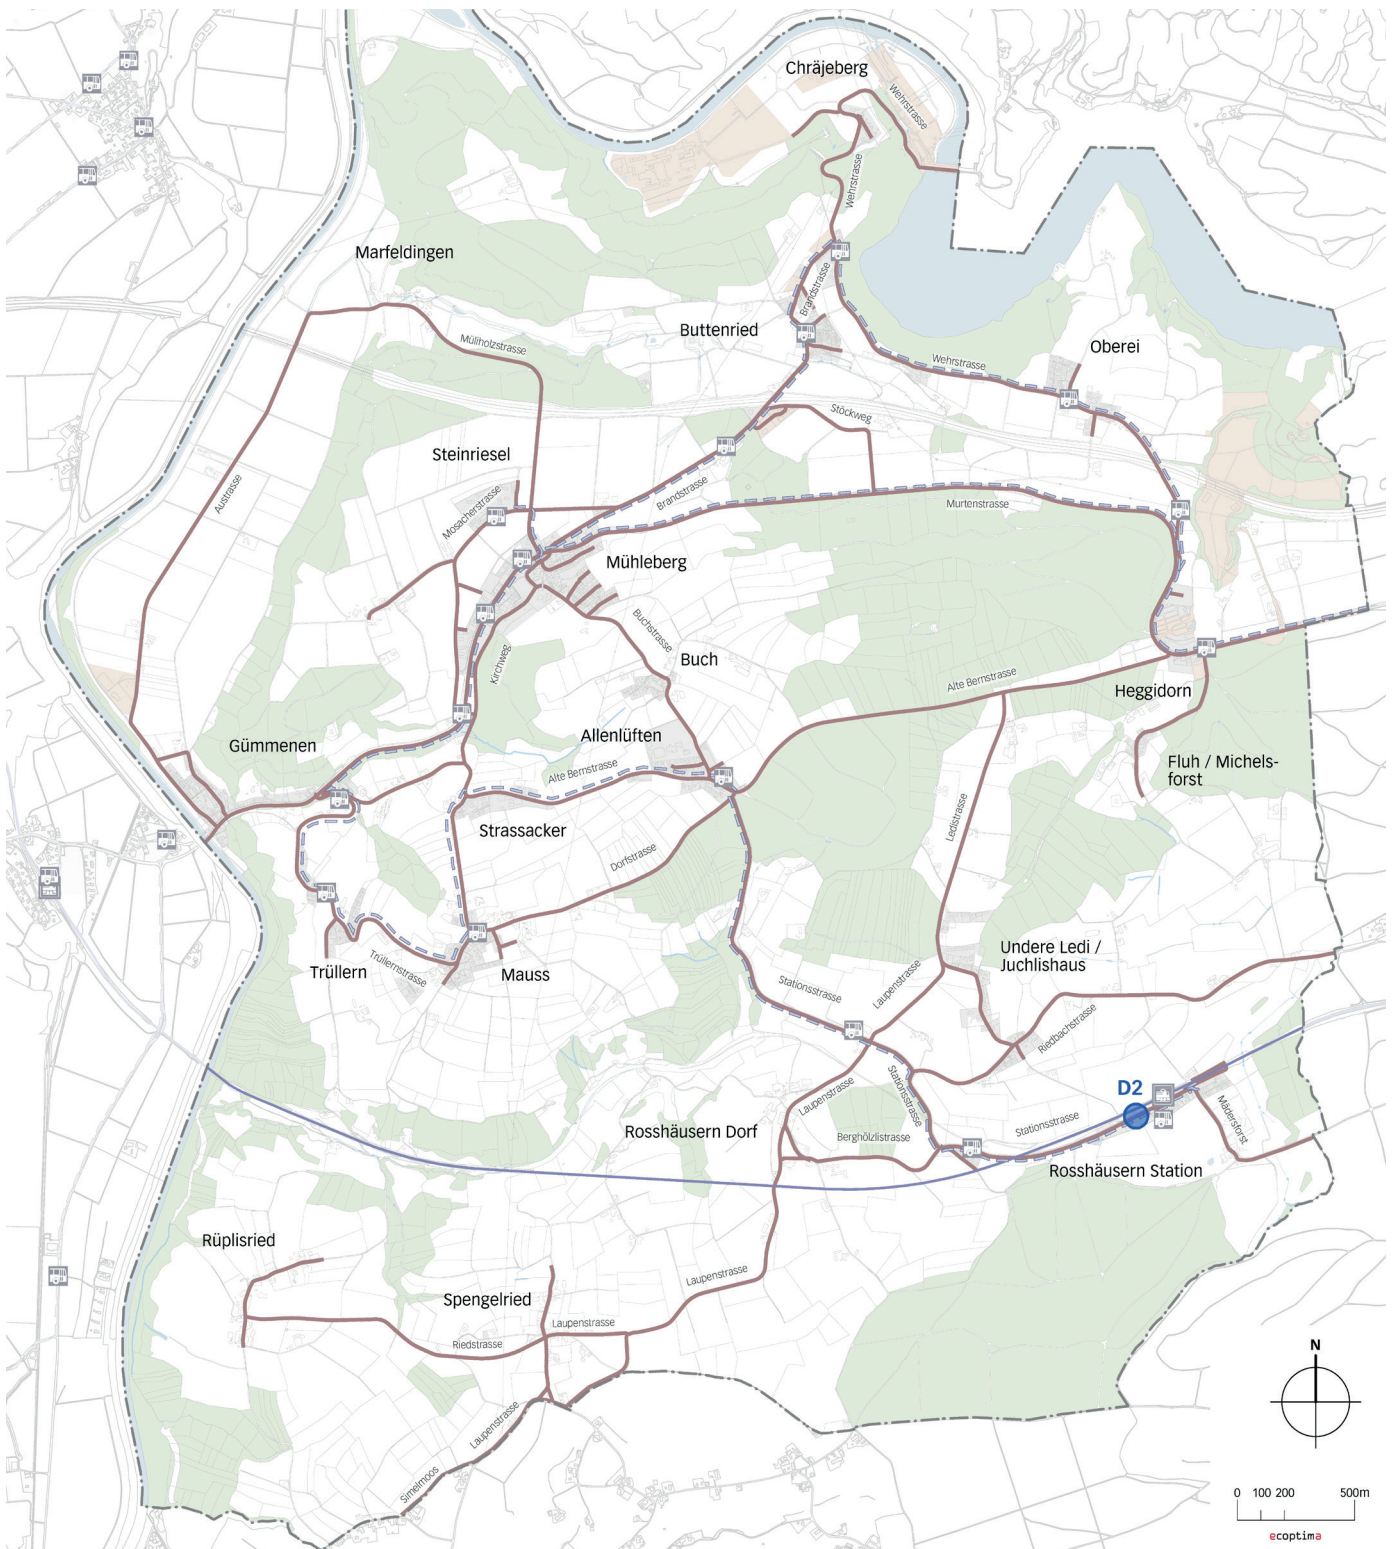 Chräjeberg
Wehrstrasse
Wehrstrasse
Marfeldingen
Brandstrasse
Buttenried
Müliholzstrasse
Oberei
Wehrstrasse
Stöckweg
Steinriesel
Austrasse
Mosacherstrasse
Brandstrasse
Murtenstrasse
Mühleberg
Buchstrasse
Kirchweg
Buch
Alte Bernstrasse
Heggidorn
Allenlüften
Gümmenen
Alte Bernstrasse
Fluh / Michels-
forst
Strassacker
Ledistrasse
Dorfstrasse
Undere Ledi /
Juchlishaus
Trüllern
Trüllernstrasse
Mauss
Stationsstrasse
Laupenstrasse
Riedbachstrasse
D2
Stationsstrasse
Laupenstrasse
Stationsstrasse
Mädersforst
Rosshäusern Dorf
Berghölzlistrasse
Rosshäusern Station
Rüplisried
Laupenstrasse
Spengelried
Laupenstrasse
Riedstrasse
N
Laupenstrasse
Simelmoos
0 100 200 500m
ecoptima